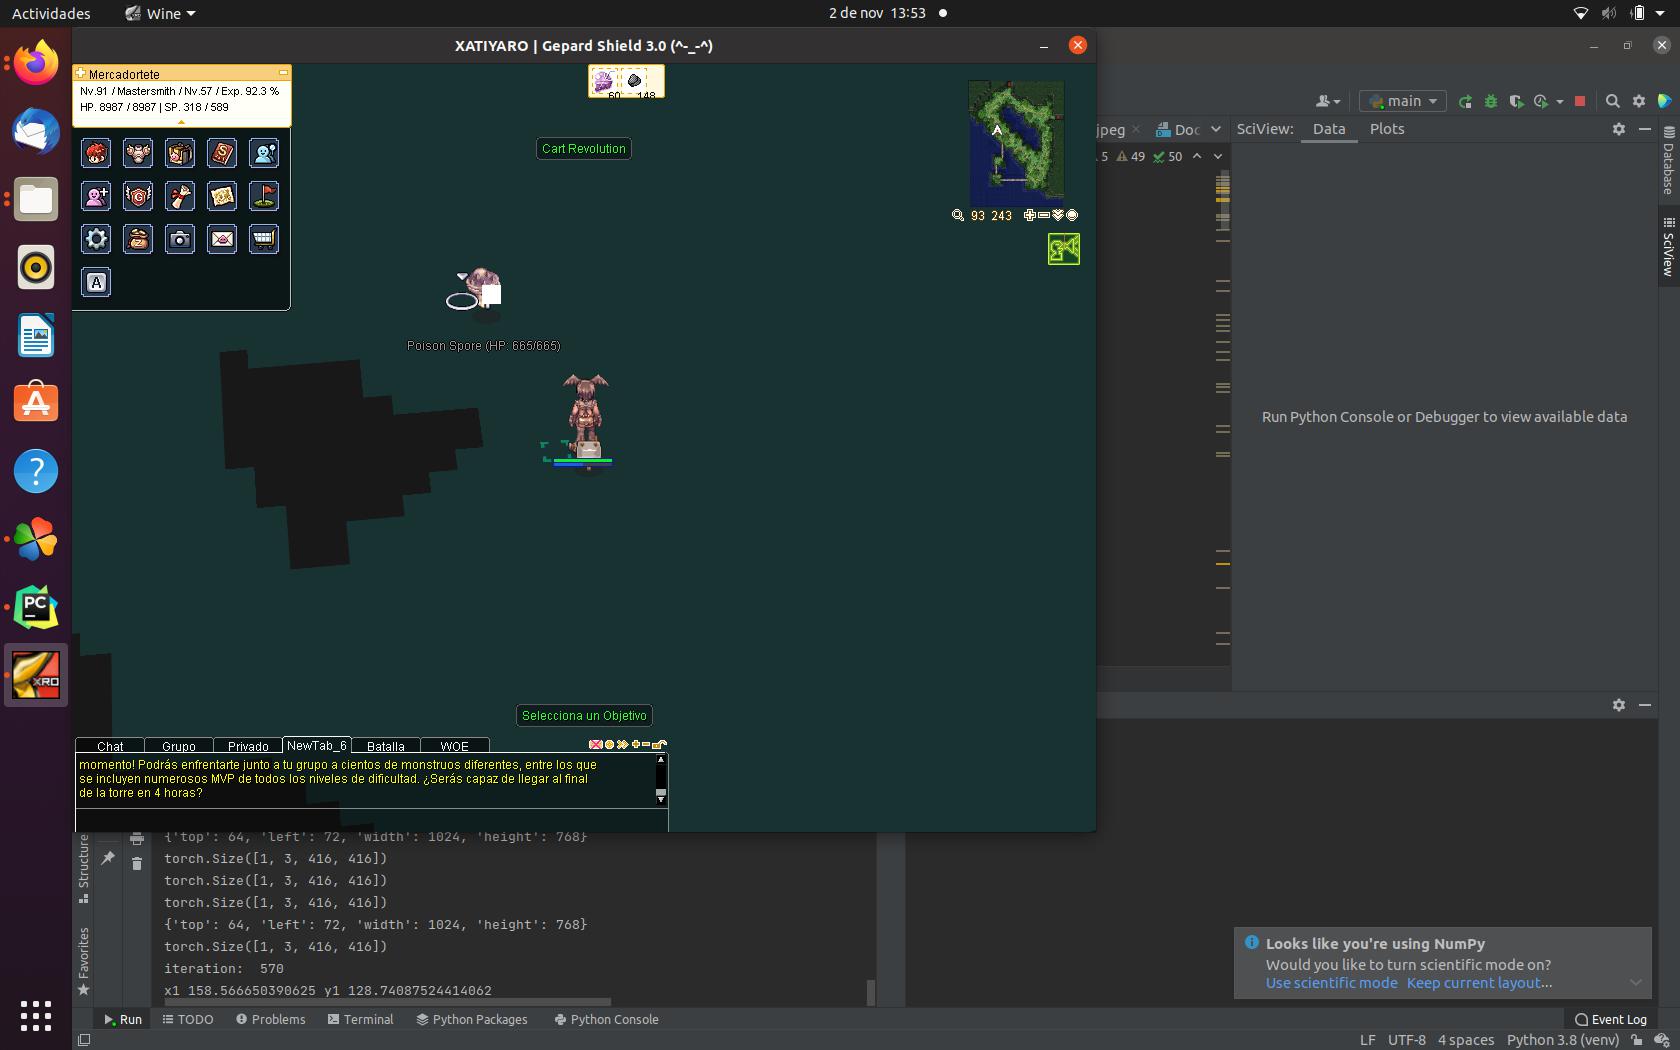 Actividades
Wine
2 de nov 13:53
XATIYARO | Gepard Shield 3.0 (^-_-^)
Mercadortete
Nv.91 / Mastersmith / Nv.57 / Exp. 92.3 %
HP. 8987 / 8987 | SP. 318 / 589
60
148
Cart Revolution
93 243
A
Poison Spore (HP: 665/665)
Selecciona un Objetivo
Chat
Grupo
Privado
NewTab_6
Batalla
WOE
momento! Podrás enfrentarte junto a tu grupo a cientos de monstruos diferentes, entre los que
se incluyen numerosos MVP de todos los niveles de dificultad. ¿Serás capaz de llegar al final
de la torre en 4 horas?
main
jpeg
Doc
SciView:
Data
Plots
5
49
50
Database
SciView
Run Python Console or Debugger to view available data
PC
XRO
Structure
Favorites
{'top': 64, 'left': 72, 'width': 1024, 'height': 768}
torch.Size([1, 3, 416, 416])
torch.Size([1, 3, 416, 416])
torch.Size([1, 3, 416, 416])
{'top': 64, 'left': 72, 'width': 1024, 'height': 768}
torch.Size([1, 3, 416, 416])
iteration:  570
x1 158.566650390625 y1 128.74087524414062
Looks like you're using NumPy
Would you like to turn scientific mode on?
Use scientific mode Keep current layout...
Run
TODO
Problems
Terminal
Python Packages
Python Console
Event Log
LF
UTF-8
4 spaces
Python 3.8 (venv)